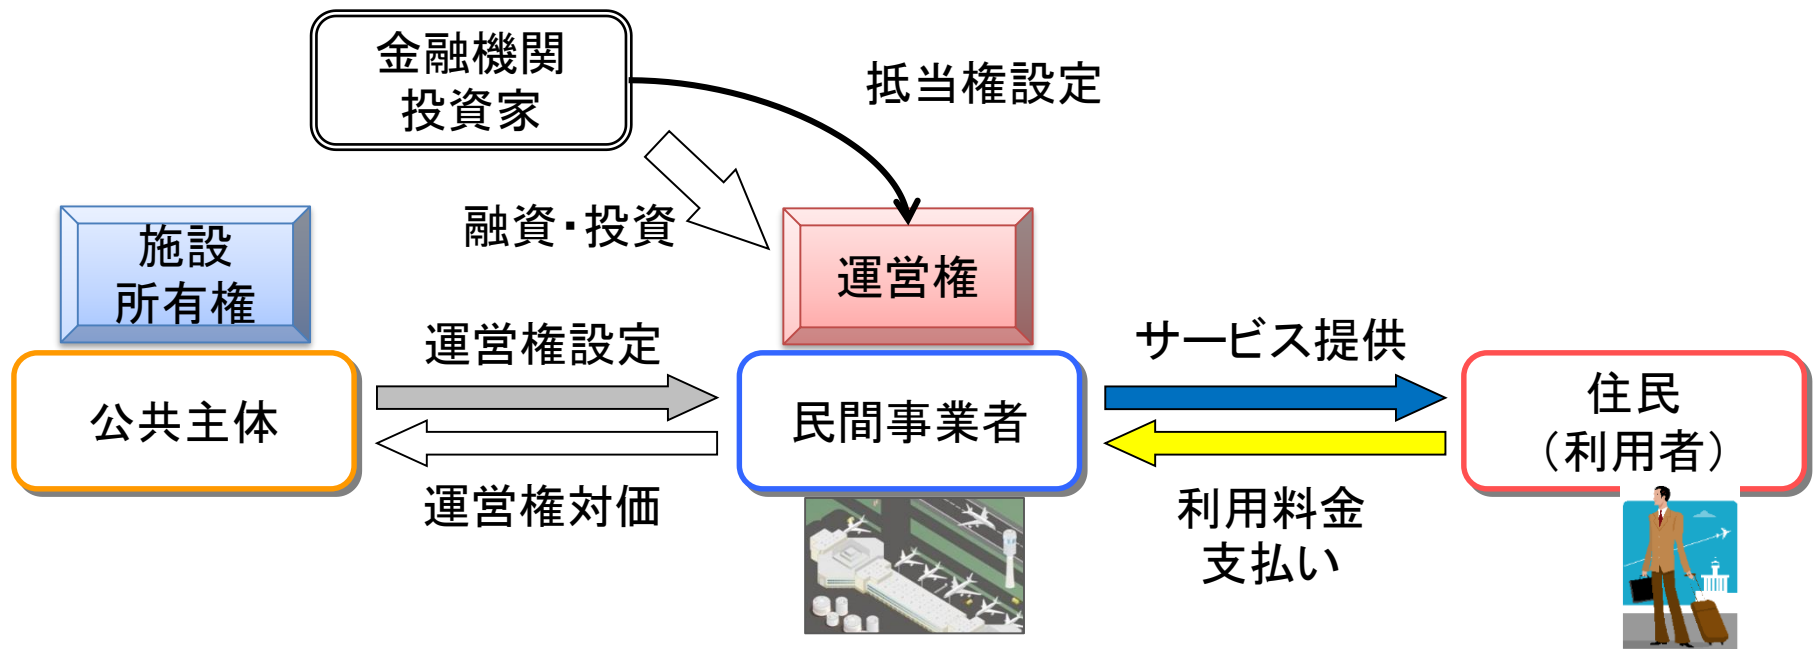 金融機関
投資家
抵当権設定
融資・投資
施設
所有権
運営権
運営権設定
サービス提供
公共主体
民間事業者
住民
（利用者）
運営権対価
利用料金
支払い